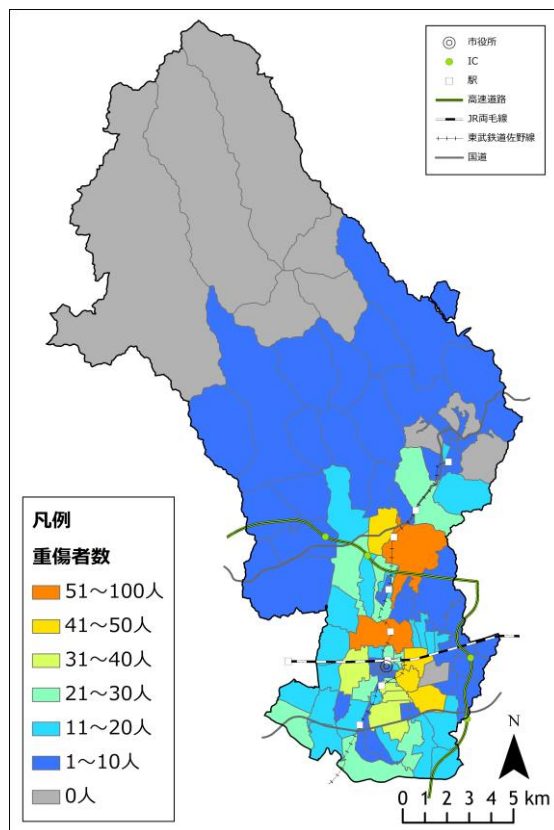 市役所
IC
駅
高速道路
JR両毛線
東武鉄道佐野線
国道
凡例
重傷者数
51～100人
41～50人
31～40人
21～30人
11～20人
1～10人
0人
N
0 1 2 3 4 5 km